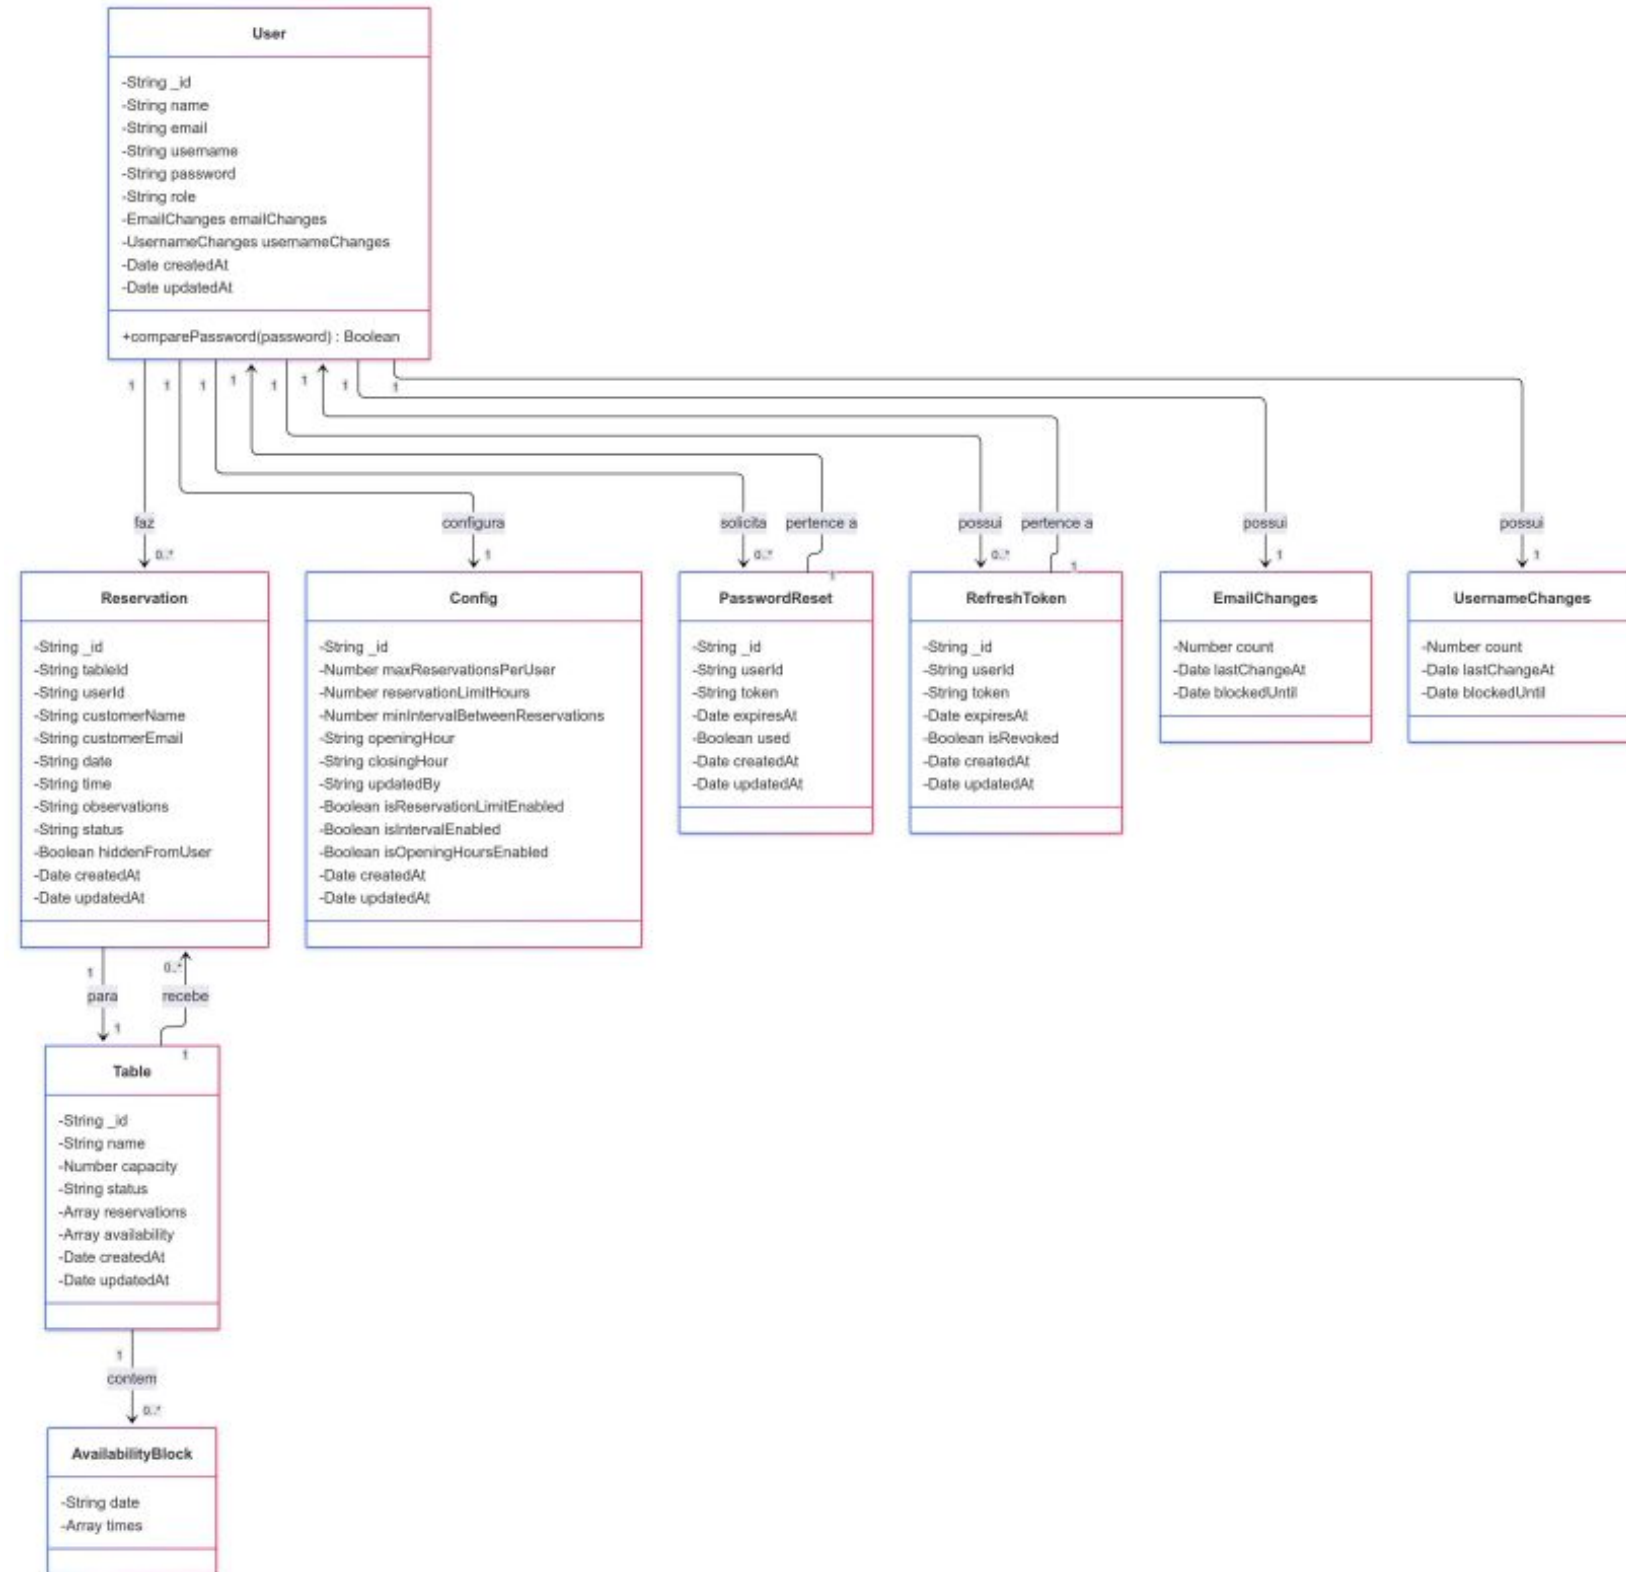 User
-String _id
-String name
-String email
-String username
-String password
-String role
-EmailChanges emailChanges
-UsernameChanges usernameChanges
-Date createdAt
-Date updatedAt
+comparePassword(password) : Boolean
1
1
1
1
1
1
1
1
faz
configura
solicita
pertence a
possui
pertence a
possui
possui
0..*
1
0..*
1
0..*
1
1
1
Reservation
-String _id
-String tableId
-String userId
-String customerName
-String customerEmail
-String date
-String time
-String observations
-String status
-Boolean hiddenFromUser
-Date createdAt
-Date updatedAt
Config
-String _id
-Number maxReservationsPerUser
-Number reservationLimitHours
-Number minIntervalBetweenReservations
-String openingHour
-String closingHour
-String updatedBy
-Boolean isReservationLimitEnabled
-Boolean isIntervalEnabled
-Boolean isOpeningHoursEnabled
-Date createdAt
-Date updatedAt
PasswordReset
-String _id
-String userId
-String token
-Date expiresAt
-Boolean used
-Date createdAt
-Date updatedAt
RefreshToken
-String _id
-String userId
-String token
-Date expiresAt
-Boolean isRevoked
-Date createdAt
-Date updatedAt
EmailChanges
-Number count
-Date lastChangeAt
-Date blockedUntil
UsernameChanges
-Number count
-Date lastChangeAt
-Date blockedUntil
1
0..*
para
recebe
1
1
Table
-String _id
-String name
-Number capacity
-String status
-Array reservations
-Array availability
-Date createdAt
-Date updatedAt
1
contem
0..*
AvailabilityBlock
-String date
-Array times